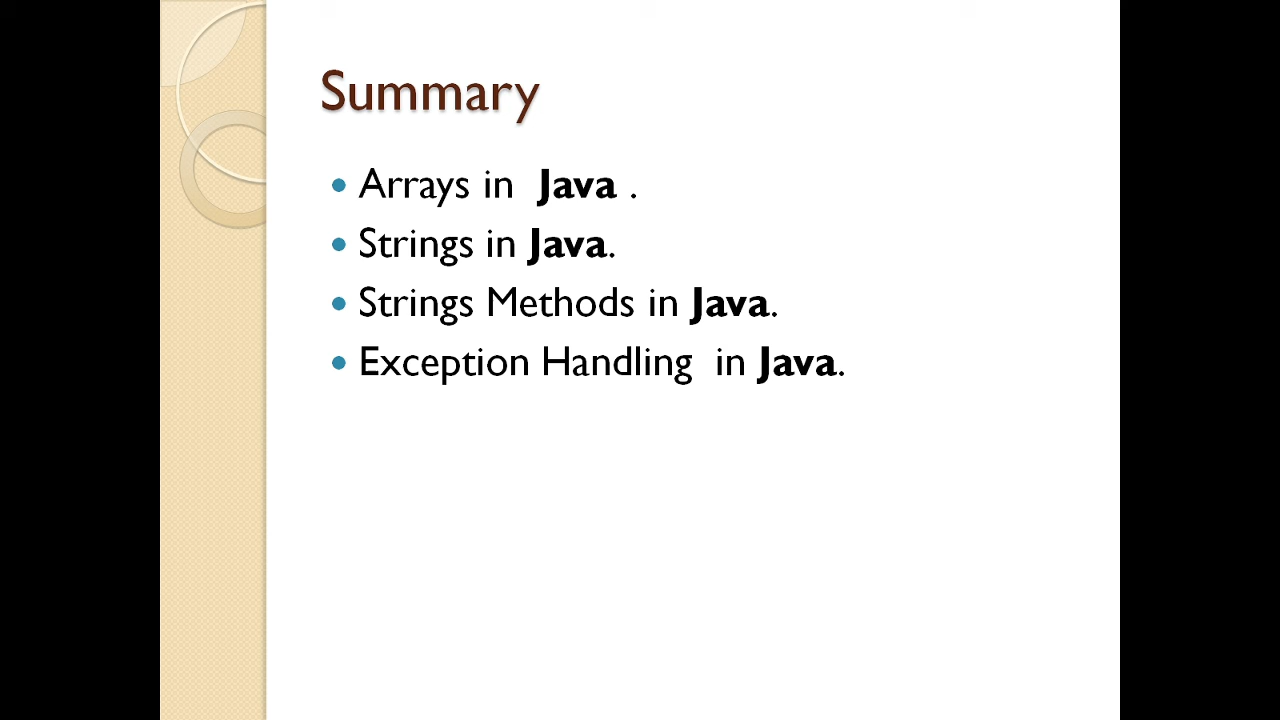 Summary
Arrays in  Java .
Strings in Java.
Strings Methods in Java.
Exception Handling  in Java.